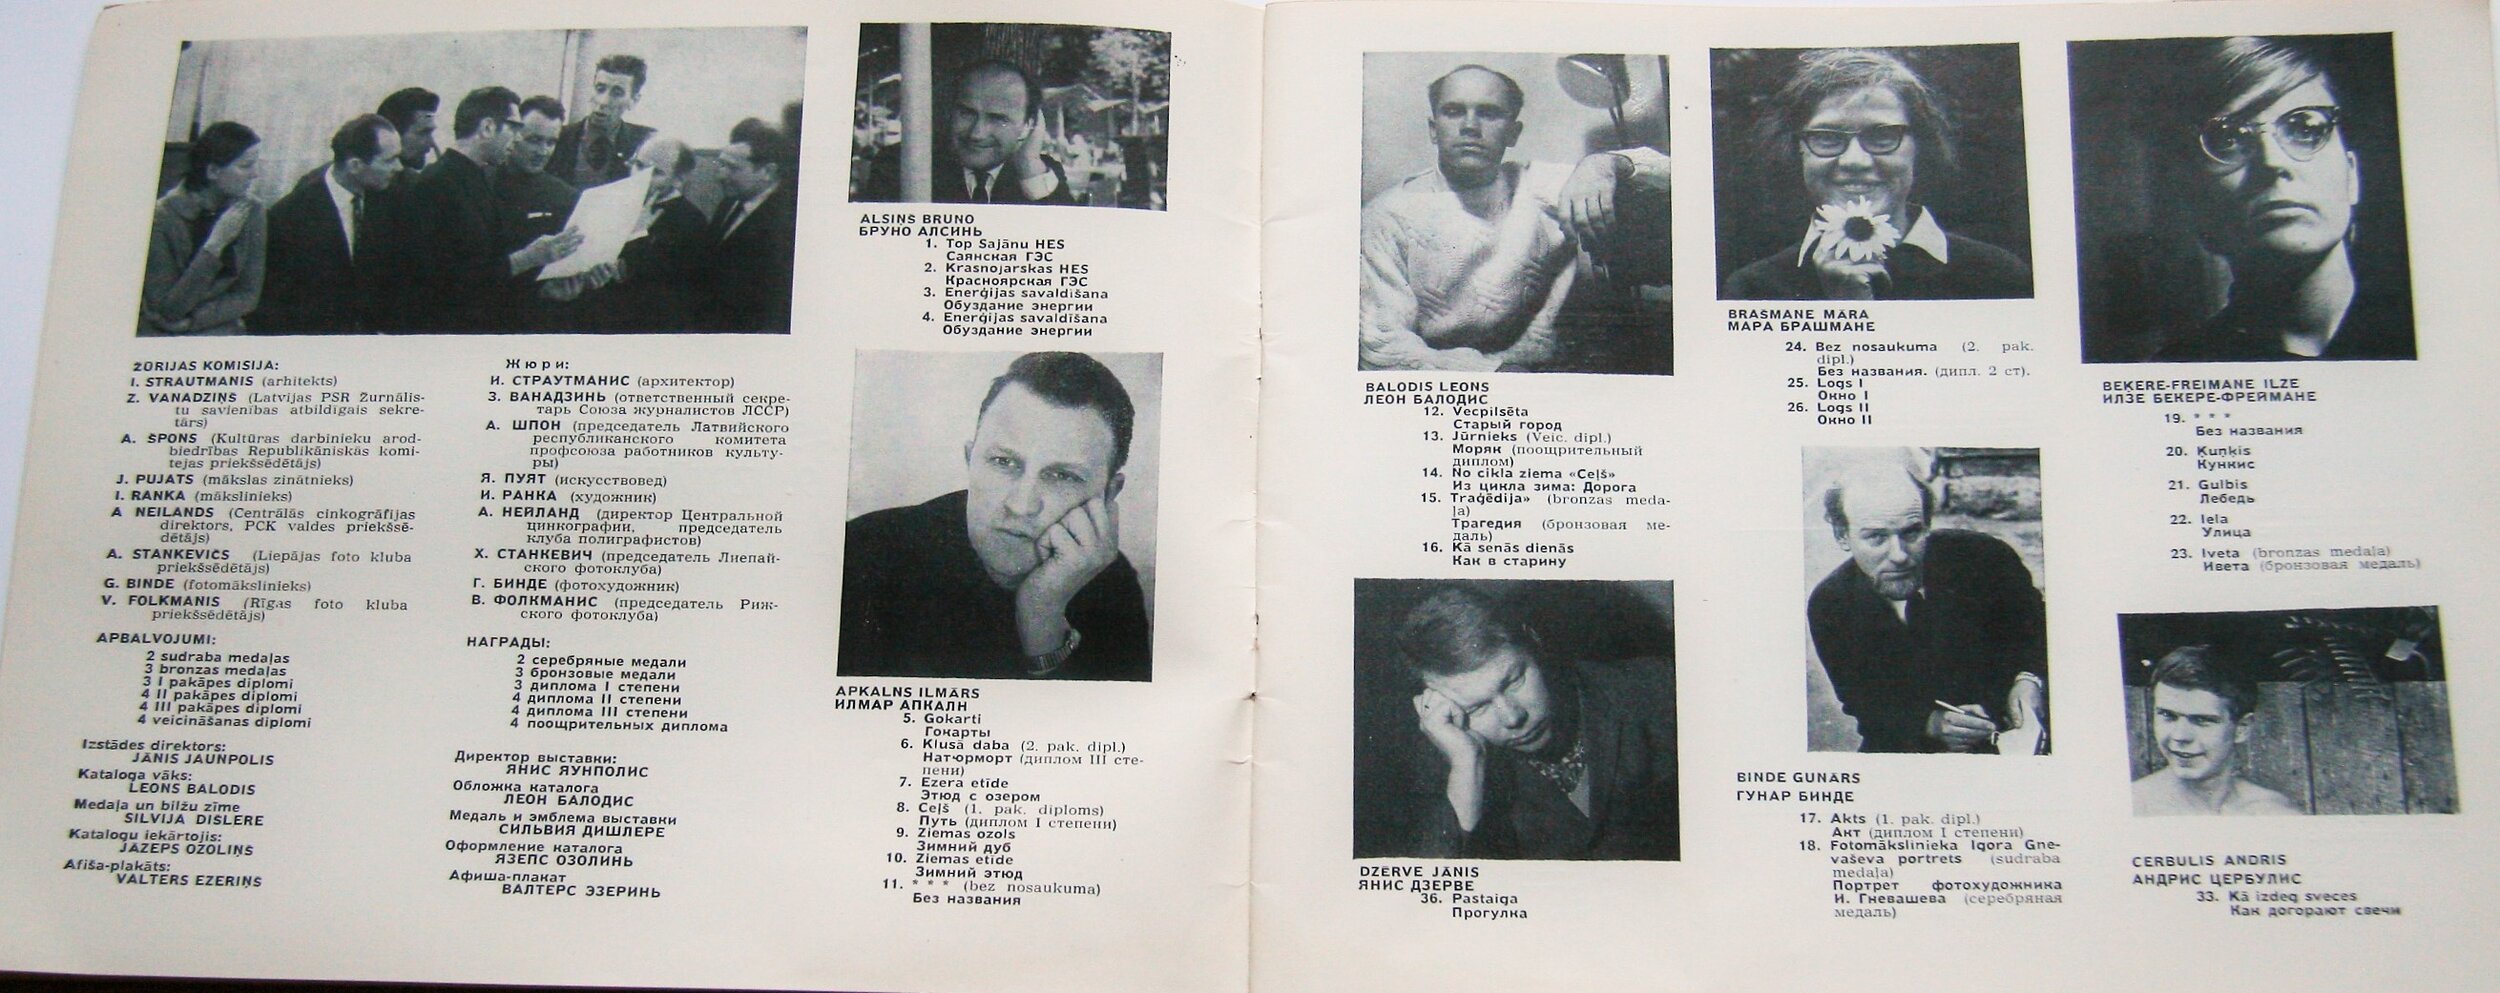 ŽŪRIJAS KOMISIJA:
I. STRAUTMANIS (arhitekts)
Z. VANADZIŅS (Latvijas PSR Žurnālis-
tu savienības atbildīgais sekre-
tārs)
A. ŠPONS (Kultūras darbinieku arod-
biedrības Republikāniskās komi-
tejas priekšsēdētājs)
J. PUJATS (mākslas zinātnieks)
I. RANKA (mākslinieks)
A NEILANDS (Centrālās cinkogrāfijas
direktors, PCK valdes priekšsē-
dētājs)
A. STANKEVIČS (Liepājas foto kluba
priekšsēdētājs)
G. BINDE (fotomākslinieks)
V. FOLKMANIS (Rīgas foto kluba
priekšsēdētājs)
APBALVOJUMI:
2 sudraba medaļas
3 bronzas medaļas
3 I pakāpes diplomi
4 II pakāpes diplomi
4 III pakāpes diplomi
4 veicināšanas diplomi
Izstādes direktors:
JĀNIS JAUNPOLIS
Kataloga vāks:
LEONS BALODIS
Medaļa un bilžu zīme
SILVIJA DIŠLERE
Katalogu iekārtojis:
JĀZEPS OZOLIŅS
Afiša-plakāts:
VALTERS EZERIŅŠ
Жюри:
И. СТРАУТМАНИС (архитектор)
З. ВАНАДЗИНЬ (ответственный секре-
тарь Союза журналистов ЛССР)
А. ШПОН (председатель Латвийского
республиканского комитета
профсоюза работников культу-
ры)
Я. ПУЯТ (искусствовед)
И. РАНКА (художник)
А. НЕЙЛАНД (директор Центральной
цинкографии, председатель
клуба полиграфистов)
Х. СТАНКЕВИЧ (председатель Лиепай-
ского фотоклуба)
Г. БИНДЕ (фотохудожник)
В. ФОЛКМАНИС (председатель Риж-
ского фотоклуба)
НАГРАДЫ:
2 серебряные медали
3 бронзовые медали
3 диплома I степени
4 диплома II степени
4 диплома III степени
4 поощрительных диплома
Директор выставки:
ЯНИС ЯУНПОЛИС
Обложка каталога
ЛЕОН БАЛОДИС
Медаль и эмблема выставки
СИЛЬВИЯ ДИШЛЕРЕ
Оформление каталога
ЯЗЕПС ОЗОЛИНЬ
Афиша-плакат
ВАЛТЕРС ЭЗЕРИНЬ
ALSIŅŠ BRUNO
БРУНО АЛСИНЬ
1. Top Sajānu HES
Саянская ГЭС
2. Krasnojarskas HES
Красноярская ГЭС
3. Enerģijas savaldīšana
Обуздание энергии
4. Enerģijas savaldīšana
Обуздание энергии
APKALNS ILMĀRS
ИЛМАР АПКАЛН
5. Gokarti
Гокарты
6. Klusā daba (2. pak. dipl.)
Натюрморт (диплом III сте-
пени)
7. Ezera etīde
Этюд с озером
8. Ceļš (1. pak. diploms)
Путь (диплом I степени)
9. Ziemas ozols
Зимний дуб
10. Ziemas etīde
Зимний этюд
11. * * * (bez nosaukuma)
Без названия
BALODIS LEONS
ЛЕОН БАЛОДИС
12. Vecpilsēta
Старый город
13. Jūrnieks (Veic. dipl.)
Моряк (поощрительный
диплом)
14. No cikla ziema «Ceļš»
Из цикла зима: Дорога
15. Traģēdija» (bronzas meda-
ļa)
Трагедия (бронзовая ме-
даль)
16. Kā senās dienās
Как в старину
DZĒRVE JĀNIS
ЯНИС ДЗЕРВЕ
36. Pastaiga
Прогулка
BRAŠMANE MĀRA
МАРА БРАШМАНЕ
24. Bez nosaukuma (2. pak.
dipl.)
Без названия. (дипл. 2 ст).
25. Logs I
Окно I
26. Logs II
Окно II
BINDE GUNĀRS
ГУНАР БИНДЕ
17. Akts (1. pak. dipl.)
Акт (диплом I степени)
18. Fotomākslinieka Igora Gne-
vaševa portrets (sudraba
medaļa)
Портрет фотохудожника
И. Гневашева (серебряная
медаль)
BEĶERE-FREIMANE ILZE
ИЛЗЕ БЕКЕРЕ-ФРЕЙМАНЕ
19. * * *
Без названия
20. Ķuņķis
Кункис
21. Gulbis
Лебедь
22. Iela
Улица
23. Iveta (bronzas medaļa)
Ивета (бронзовая медаль)
CERBULIS ANDRIS
АНДРИС ЦЕРБУЛИС
33. Kā izdeg sveces
Как догорают свечи